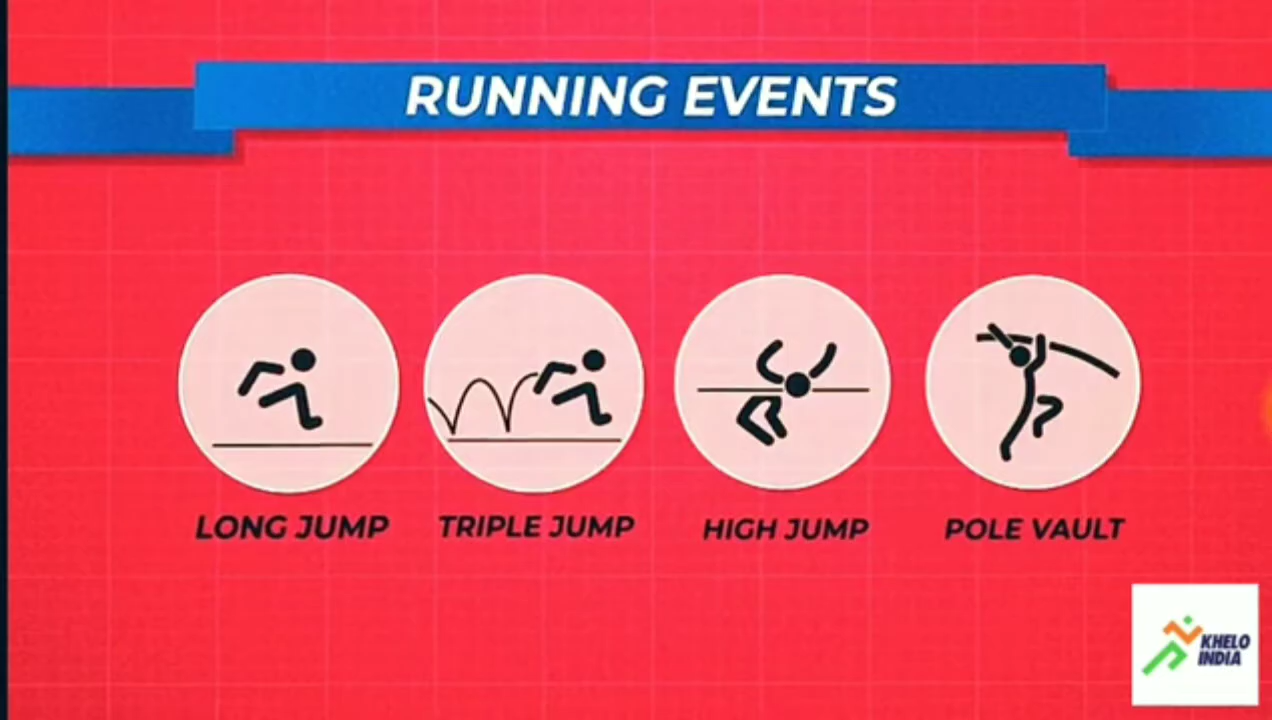 RUNNING EVENTS
LONG JUMP
TRIPLE JUMP
HIGH JUMP
POLE VAULT
KHELO
INDIA